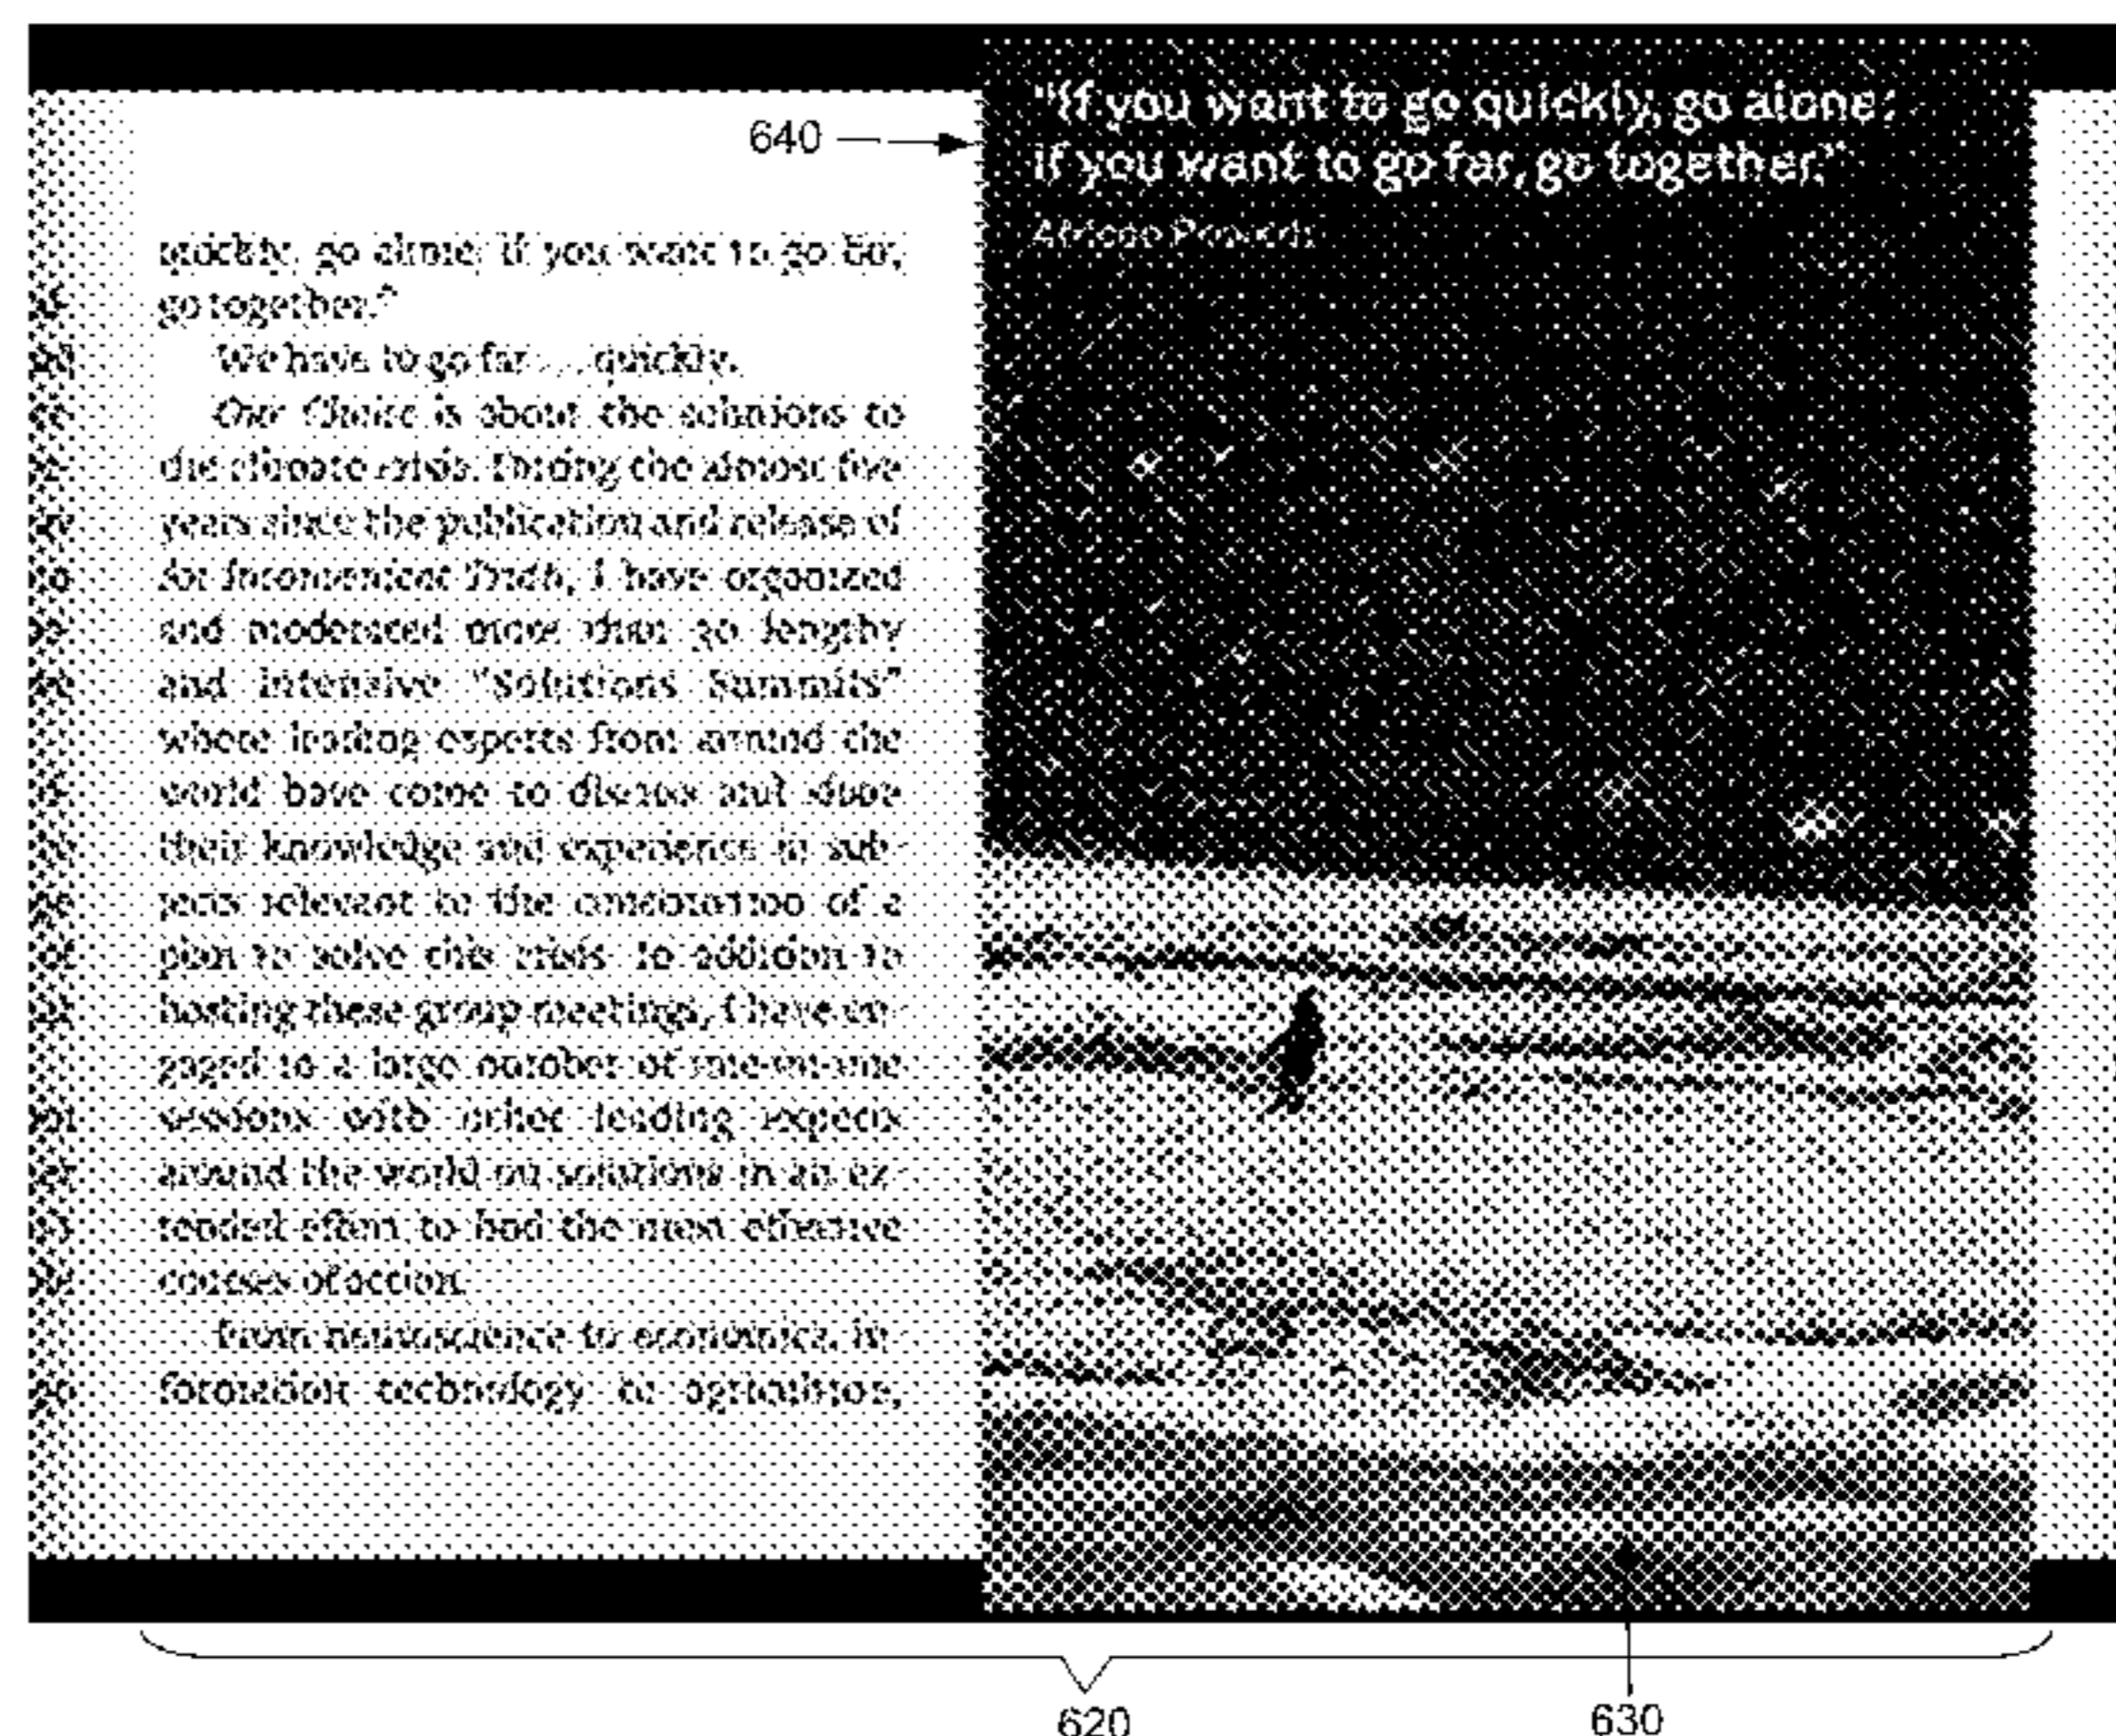 640
"If you want to go quickly, go alone;
if you want to go far, go together."
African Proverb
quickly, go alone; if you want to go far,
go together."
We have to go far . . . quickly.
Our Choice is about the solutions to
the climate crisis. During the almost five
years since the publication and release of
An Inconvenient Truth, I have organized
and moderated more than 30 lengthy
and intensive "Solutions Summits"
where leading experts from around the
world have come to discuss and share
their knowledge and experience in sub-
jects relevant to the construction of a
plan to solve this crisis. In addition to
hosting these group meetings, I have en-
gaged in a large number of one-on-one
sessions with other leading experts
around the world on solutions in an ex-
tended effort to find the most effective
courses of action.
From neuroscience to economics, in-
formation technology to agriculture,
620
630